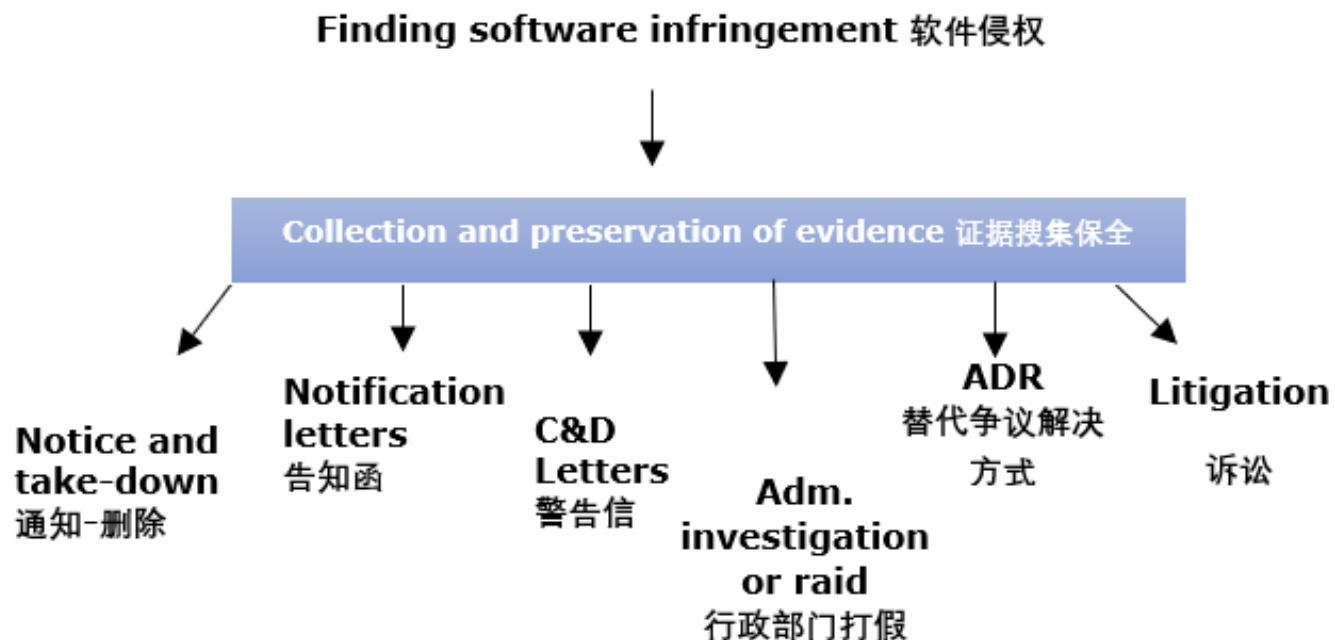 Finding software infringement 软件侵权
Collection and preservation of evidence 证据搜集保全
Notice and
take-down
通知-删除
Notification
letters
告知函
C&D
Letters
警告信
Adm.
investigation
or raid
行政部门打假
ADR
替代争议解决
方式
Litigation
诉讼